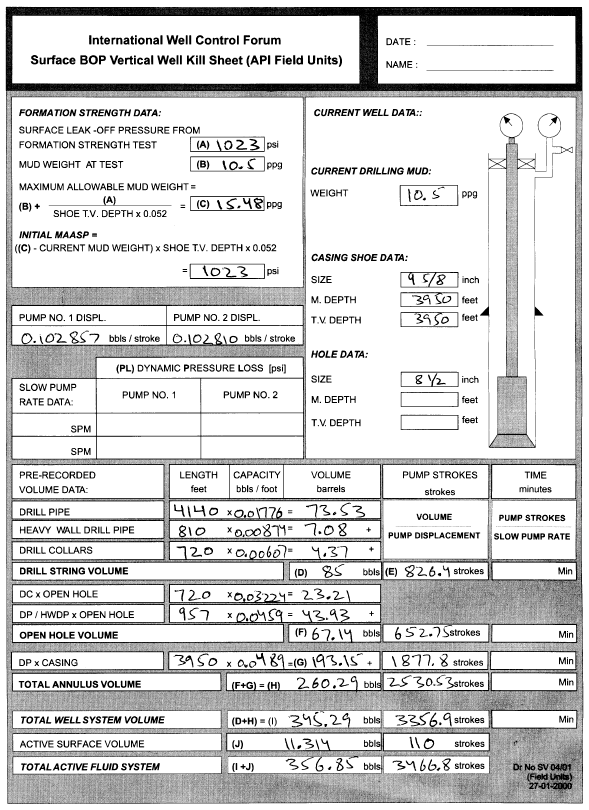 International Well Control Forum
Surface BOP Vertical Well Kill Sheet (API Field Units)
DATE :
NAME :
FORMATION STRENGTH DATA:
SURFACE LEAK -OFF PRESSURE FROM
FORMATION STRENGTH TEST (A) 1023 psi
MUD WEIGHT AT TEST (B) 10.5 ppg
MAXIMUM ALLOWABLE MUD WEIGHT =
(B) + (A) / SHOE T.V. DEPTH x 0.052 = (C) 15.48 ppg
INITIAL MAASP =
((C) - CURRENT MUD WEIGHT) x SHOE T.V. DEPTH x 0.052
= 1023 psi
CURRENT WELL DATA::
CURRENT DRILLING MUD:
WEIGHT 10.5 ppg
CASING SHOE DATA:
SIZE 9 5/8 inch
M. DEPTH 3950 feet
T.V. DEPTH 3950 feet
HOLE DATA:
SIZE 8 1/2 inch
M. DEPTH feet
T.V. DEPTH feet
PUMP NO. 1 DISPL. PUMP NO. 2 DISPL.
0.102857 bbls / stroke 0.102810 bbls / stroke
(PL) DYNAMIC PRESSURE LOSS [psi]
SLOW PUMP
RATE DATA:
PUMP NO. 1 PUMP NO. 2
SPM
SPM
PRE-RECORDED
VOLUME DATA:
LENGTH
feet
CAPACITY
bbls / foot
VOLUME
barrels
PUMP STROKES
strokes
TIME
minutes
DRILL PIPE 4140 x 0.01776 = 73.53
HEAVY WALL DRILL PIPE 810 x 0.00874 = 7.08 +
DRILL COLLARS 720 x 0.00607 = 4.37 +
VOLUME
PUMP DISPLACEMENT
PUMP STROKES
SLOW PUMP RATE
DRILL STRING VOLUME (D) 85 bbls (E) 826.4 strokes Min
DC x OPEN HOLE 720 x 0.03224 = 23.21
DP / HWDP x OPEN HOLE 957 x 0.0459 = 43.93 +
OPEN HOLE VOLUME (F) 67.14 bbls 652.75 strokes Min
DP x CASING 3950 x 0.0489 =(G) 193.15 + 1877.8 strokes Min
TOTAL ANNULUS VOLUME (F+G) = (H) 260.29 bbls 2530.53 strokes Min
TOTAL WELL SYSTEM VOLUME (D+H) = (I) 345.29 bbls 3356.9 strokes Min
ACTIVE SURFACE VOLUME (J) 11.314 bbls 110 strokes
TOTAL ACTIVE FLUID SYSTEM (I +J) 356.85 bbls 3466.8 strokes
Dr No SV 04/01
(Field Units)
27-01-2000